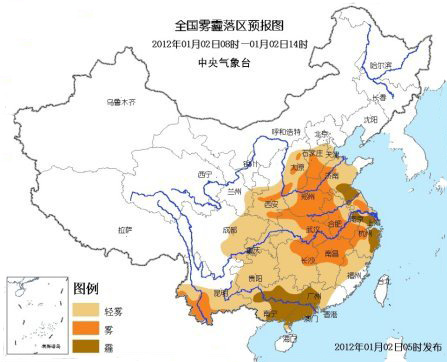 全国雾霾落区预报图
2012年01月02日08时—01月02日14时
中央气象台
哈尔滨
长春
沈阳
乌鲁木齐
呼和浩特
北京
天津
石家庄
银川
太原
济南
西宁
兰州
西安
郑州
拉萨
成都
合肥
南京
武汉
杭州
重庆
长沙
南昌
贵阳
福州
昆明
台北
广州
南宁
澳门
香港
海口
图例
轻雾
雾
霾
南海诸岛
2012年01月02日05时发布